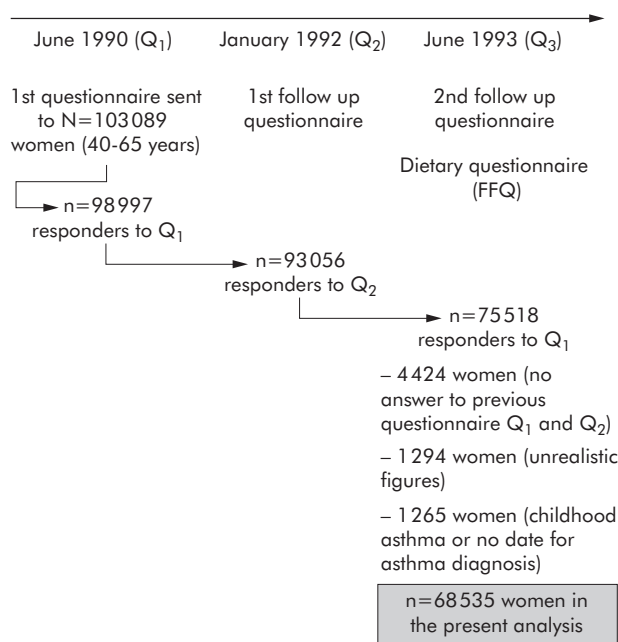 June 1990 (Q1)
January 1992 (Q2)
June 1993 (Q3)
1st questionnaire sent
to N=103089
women (40-65 years)
1st follow up
questionnaire
2nd follow up
questionnaire
Dietary questionnaire
(FFQ)
n=98997
responders to Q1
n=93056
responders to Q2
n=75518
responders to Q1
– 4424 women (no
answer to previous
questionnaire Q1 and Q2)
– 1294 women (unrealistic
figures)
– 1265 women (childhood
asthma or no date for
asthma diagnosis)
n=68535 women in
the present analysis